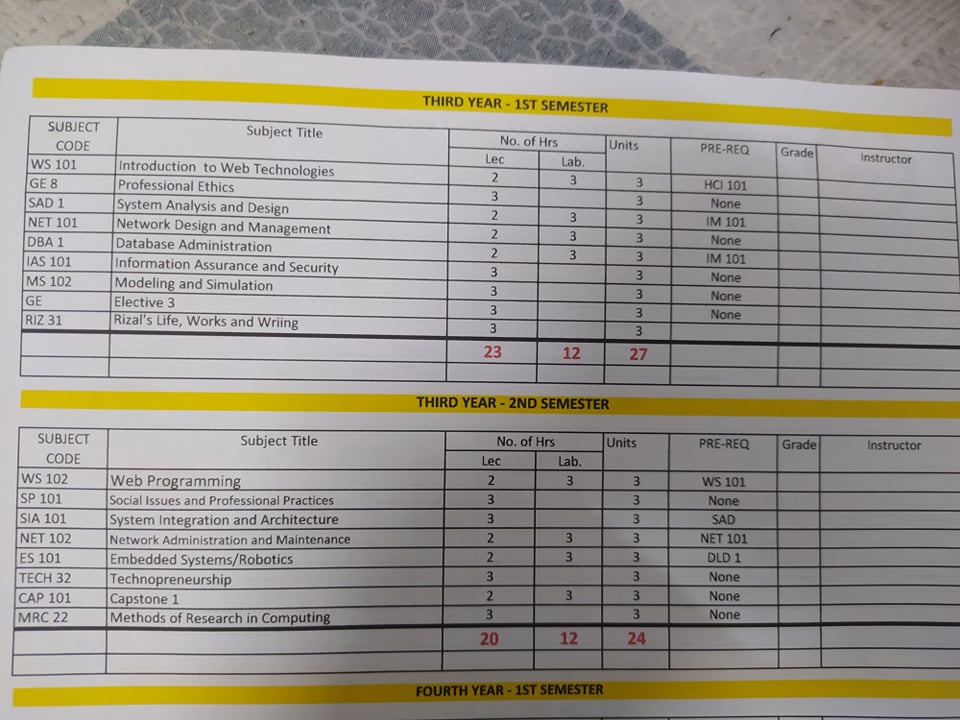 THIRD YEAR - 1ST SEMESTER
SUBJECT CODE Subject Title No. of Hrs Units PRE-REQ Grade Instructor
Lec Lab.
WS 101 Introduction to Web Technologies 2 3 3 HCI 101
GE 8 Professional Ethics 3 3 None
SAD 1 System Analysis and Design 2 3 3 IM 101
NET 101 Network Design and Management 2 3 3 None
DBA 1 Database Administration 2 3 3 IM 101
IAS 101 Information Assurance and Security 3 3 None
MS 102 Modeling and Simulation 3 3 None
GE Elective 3 3 3 None
RIZ 31 Rizal's Life, Works and Wriing 3 3
23 12 27
THIRD YEAR - 2ND SEMESTER
SUBJECT CODE Subject Title No. of Hrs Units PRE-REQ Grade Instructor
Lec Lab.
WS 102 Web Programming 2 3 3 WS 101
SP 101 Social Issues and Professional Practices 3 3 None
SIA 101 System Integration and Architecture 3 3 SAD
NET 102 Network Administration and Maintenance 2 3 3 NET 101
ES 101 Embedded Systems/Robotics 2 3 3 DLD 1
TECH 32 Technopreneurship 3 3 None
CAP 101 Capstone 1 2 3 3 None
MRC 22 Methods of Research in Computing 3 3 None
20 12 24
FOURTH YEAR - 1ST SEMESTER